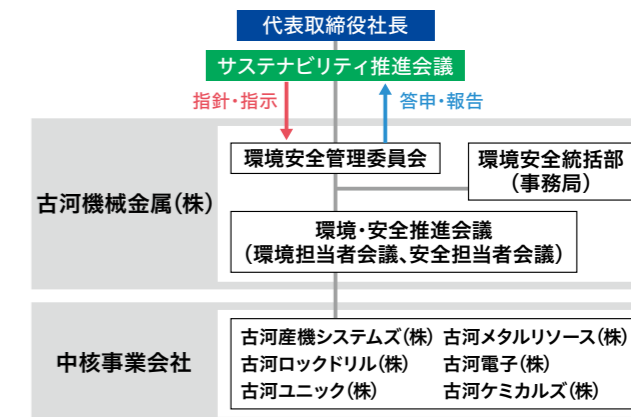 代表取締役社長
サステナビリティ推進会議
指針・指示
答申・報告
古河機械金属(株)
環境安全管理委員会
環境安全統括部
(事務局)
環境・安全推進会議
(環境担当者会議、安全担当者会議)
中核事業会社
古河産機システムズ(株) 古河メタルリソース(株)
古河ロックドリル(株) 古河電子(株)
古河ユニック(株) 古河ケミカルズ(株)